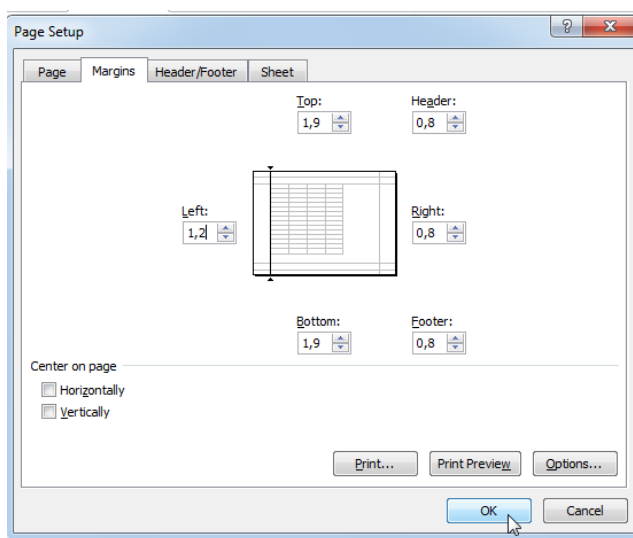 Page Setup
Page Margins Header/Footer Sheet
Top: Header:
1,9 0,8
Left: Right:
1,2 0,8
Bottom: Footer:
1,9 0,8
Center on page
Horizontally
Vertically
Print... Print Preview Options...
OK Cancel